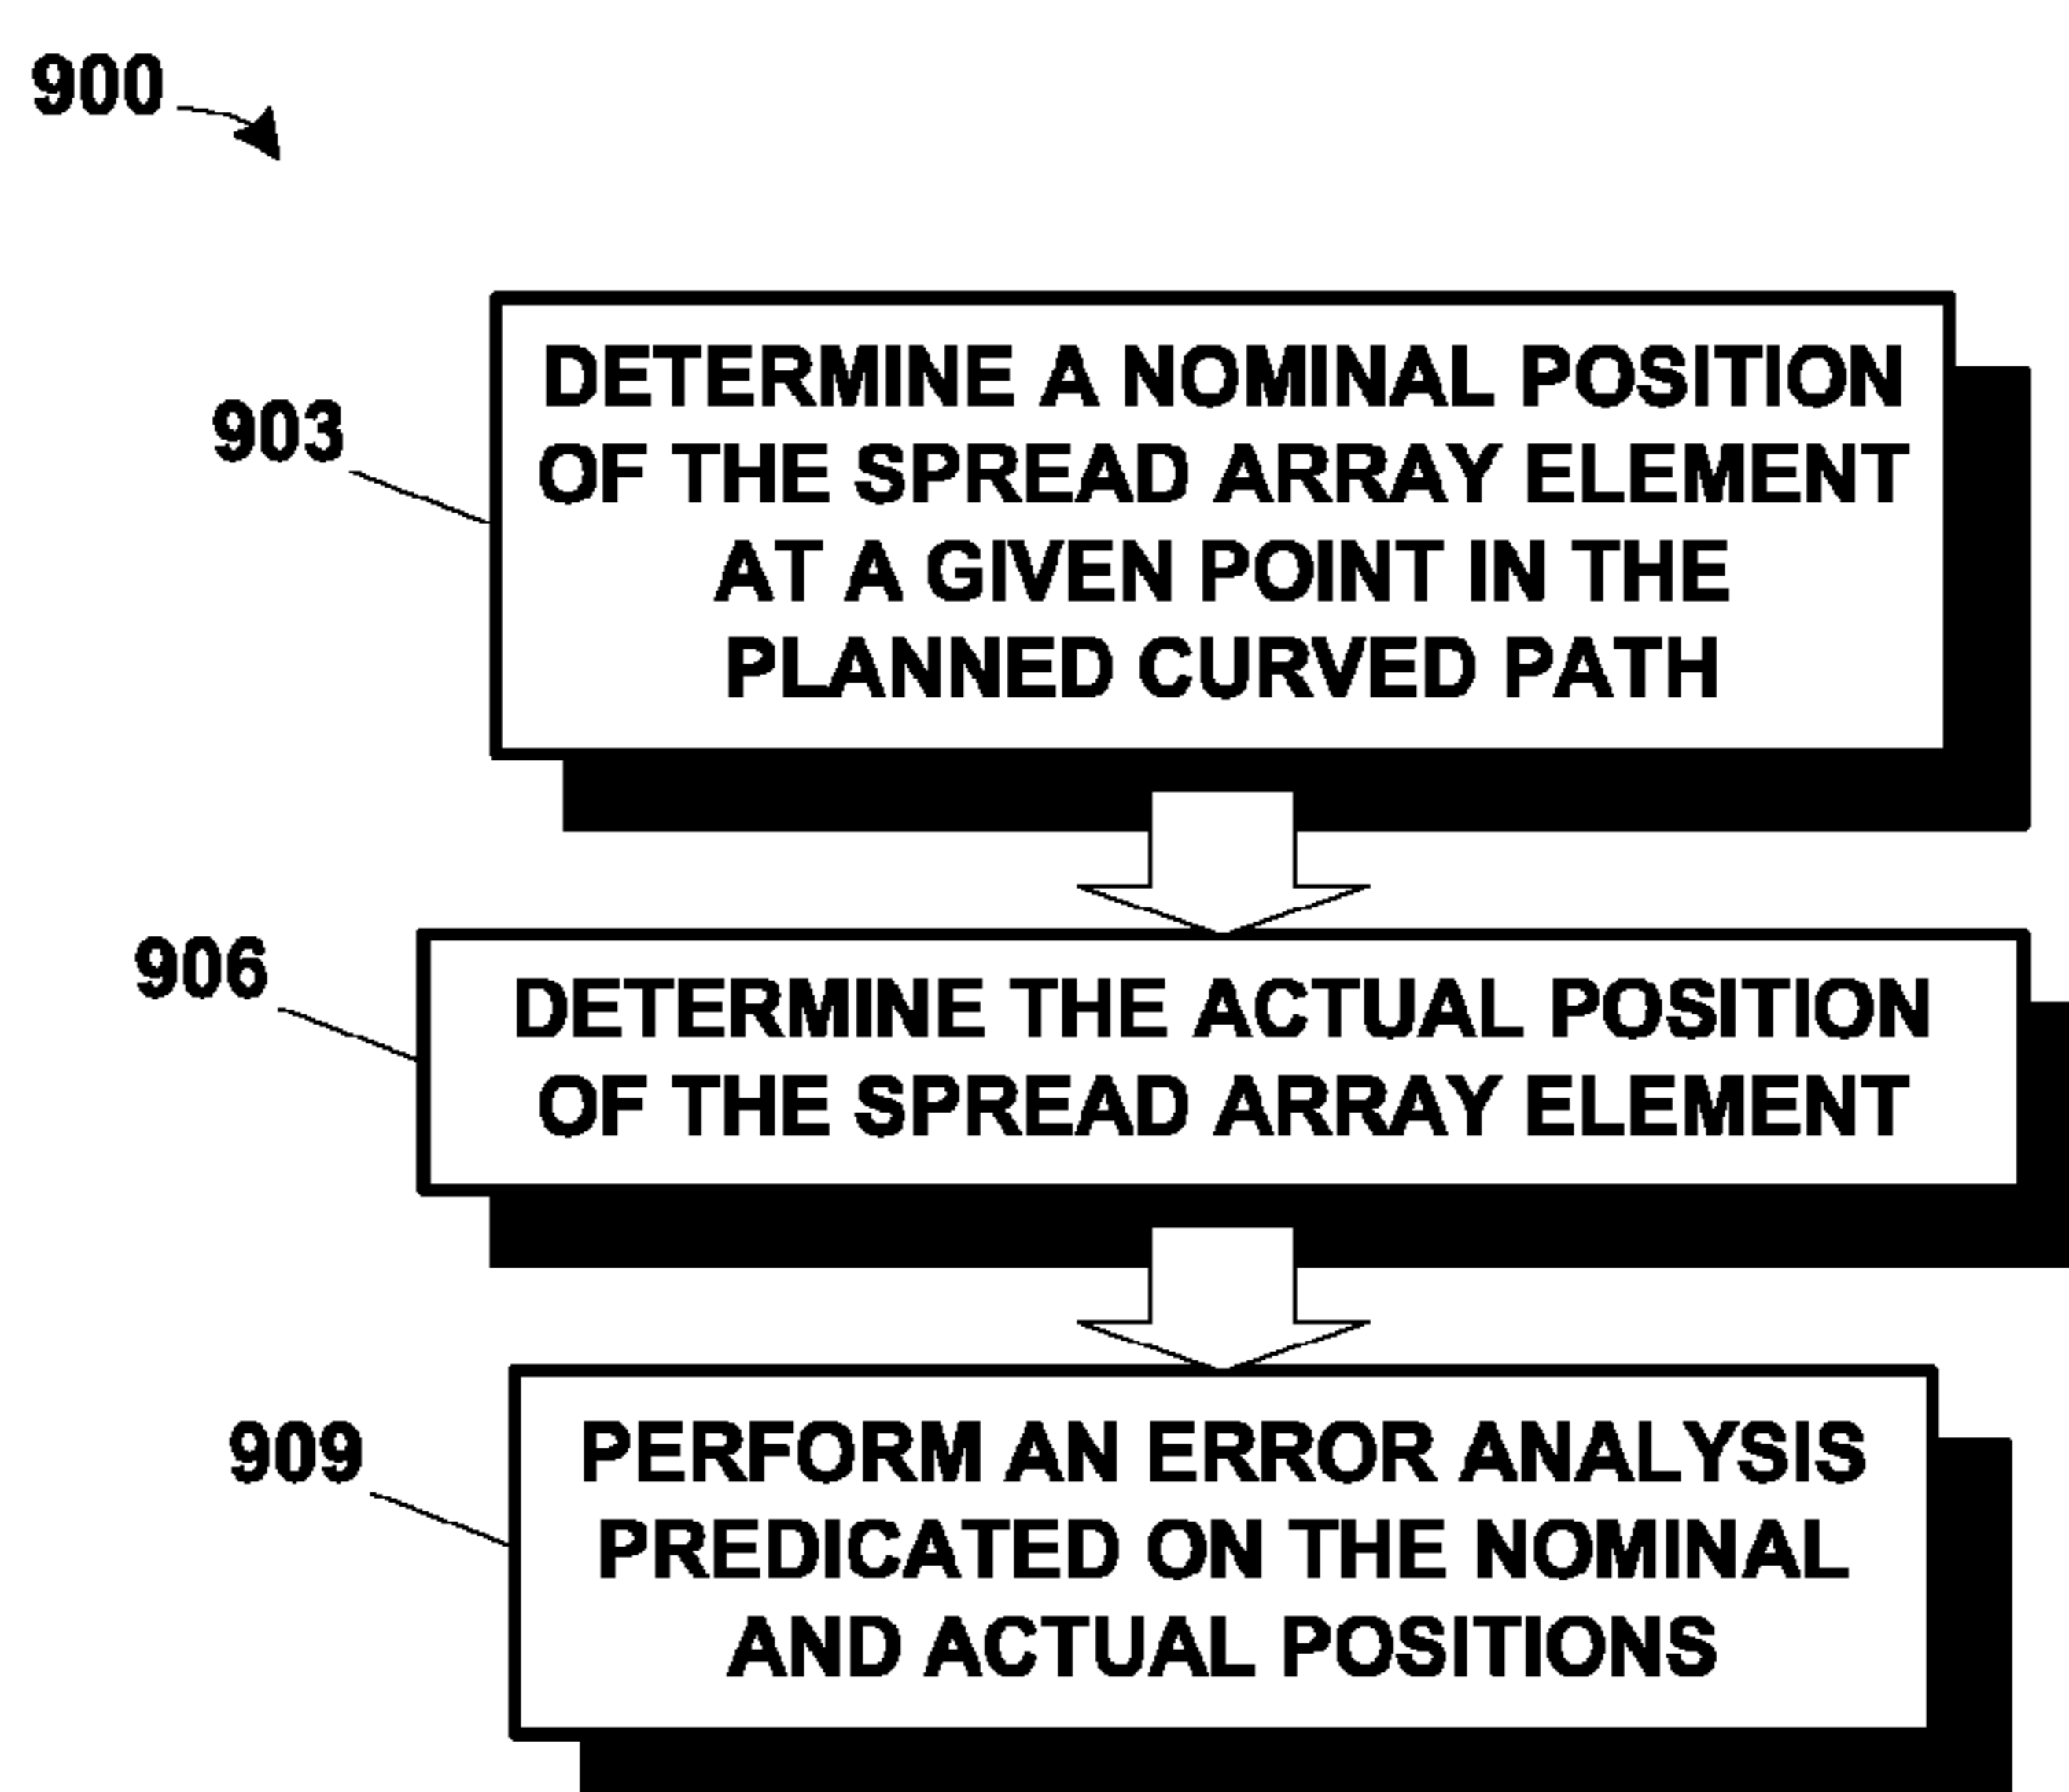 900
903
DETERMINE A NOMINAL POSITION
OF THE SPREAD ARRAY ELEMENT
AT A GIVEN POINT IN THE
PLANNED CURVED PATH
906
DETERMINE THE ACTUAL POSITION
OF THE SPREAD ARRAY ELEMENT
909
PERFORM AN ERROR ANALYSIS
PREDICATED ON THE NOMINAL
AND ACTUAL POSITIONS